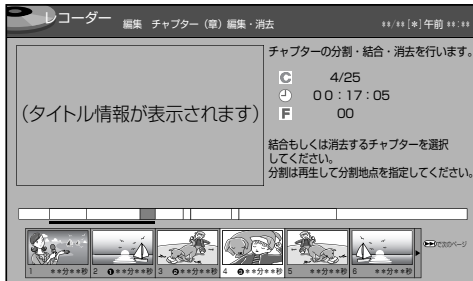 レコーダー 編集 チャプター(章)編集・消去 **/**[*]午前**:**
(タイトル情報が表示されます)
チャプターの分割・結合・消去を行います。
C 4/25
00:17:05
F 00
結合もしくは消去するチャプターを選択
してください。
分割は再生して分割地点を指定してください。
1 **分**秒 2 ❶**分**秒 3 ❷**分**秒 4 ❸**分**秒 5 **分**秒 6 **分**秒
で次のページ